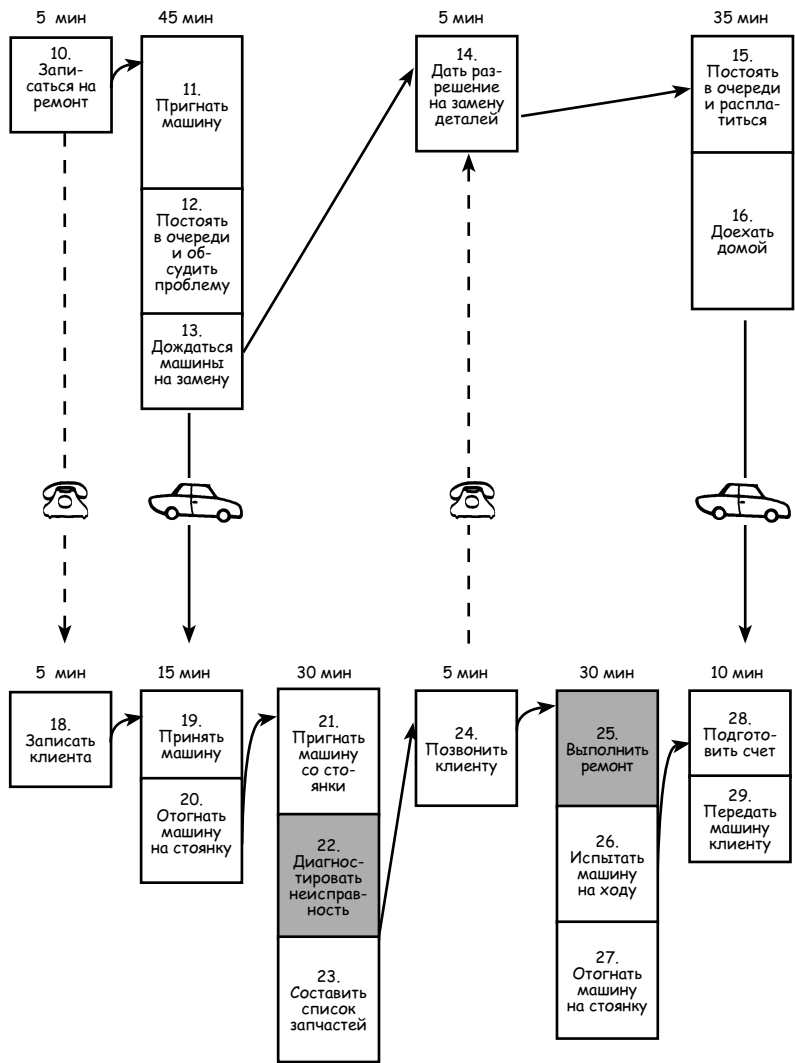 5 мин
45 мин
5 мин
35 мин
10.
Запи-
саться на
ремонт
11.
Пригнать
машину
12.
Постоять
в очереди
и об-
судить
проблему
13.
Дождаться
машины
на замену
14.
Дать раз-
решение
на замену
деталей
15.
Постоять
в очереди
и распла-
титься
16.
Доехать
домой
5 мин
15 мин
30 мин
5 мин
30 мин
10 мин
18.
Записать
клиента
19.
Принять
машину
20.
Отогнать
машину
на стоянку
21.
Пригнать
машину
со сто-
янки
22.
Диагнос-
тировать
неисправ-
ность
23.
Составить
список
запчастей
24.
Позвонить
клиенту
25.
Выполнить
ремонт
26.
Испытать
машину
на ходу
27.
Отогнать
машину
на стоянку
28.
Подгото-
вить счет
29.
Передать
машину
клиенту